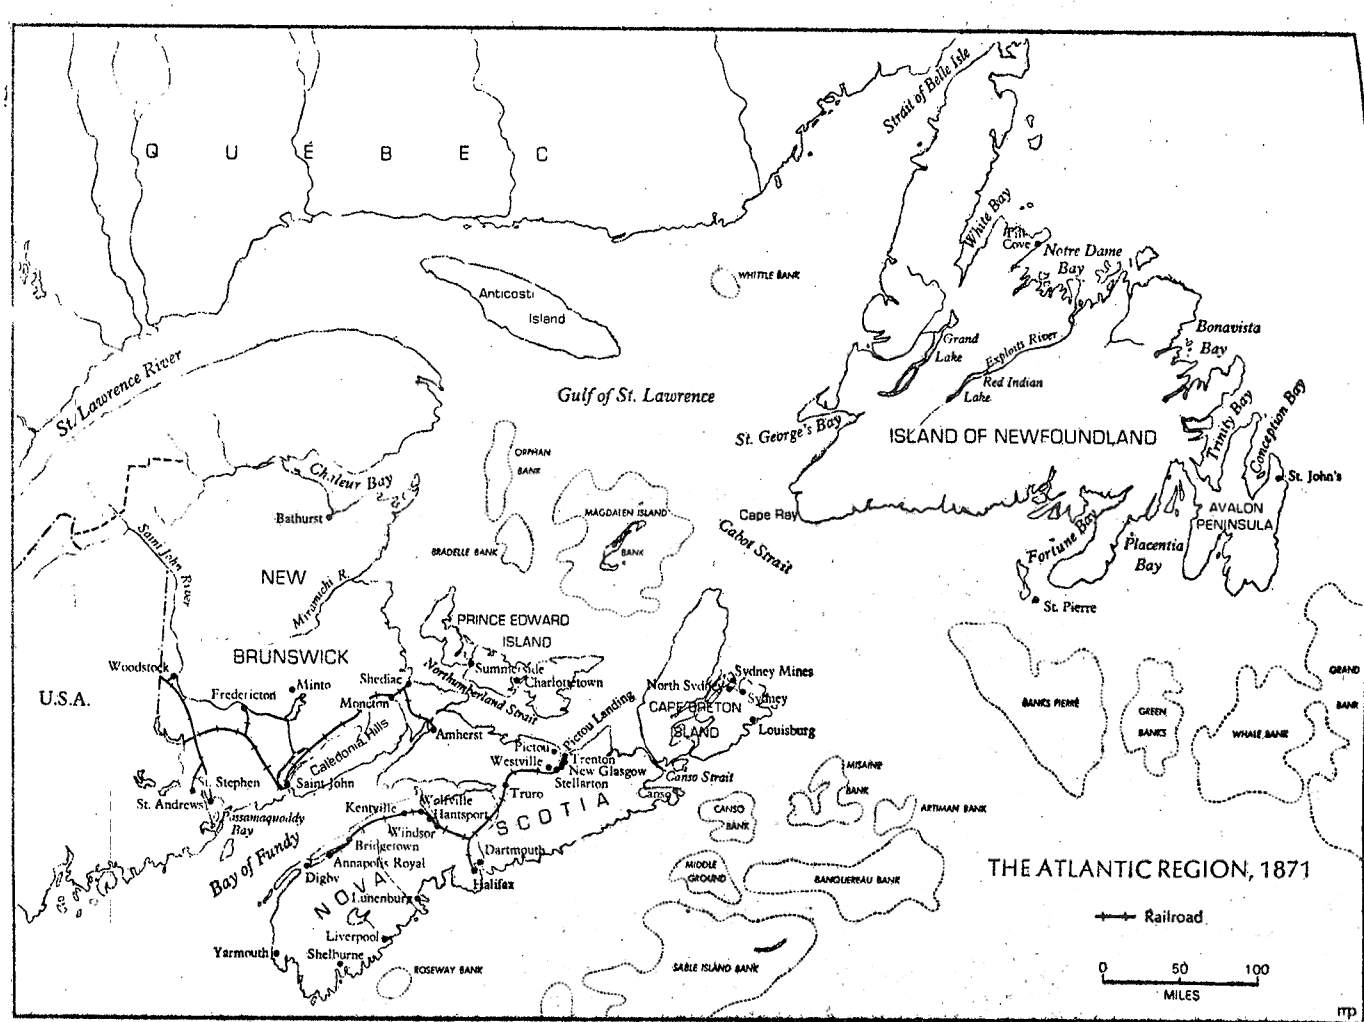 QUÉBEC
Strait of Belle Isle
White Bay
Tilt
Cove
Notre Dame
Bay
WHITTLE BANK
Anticosti
Island
Bonavista
Bay
Grand
Lake
Exploits River
Red Indian
Lake
St. Lawrence River
Gulf of St. Lawrence
St. George's Bay
ISLAND OF NEWFOUNDLAND
Trinity Bay
Conception Bay
St. John's
ORPHAN
BANK
Chaleur Bay
Bathurst
MAGDALEN ISLAND
BANK
Cape Ray
Cabot Strait
AVALON
PENINSULA
Fortune Bay
Placentia
Bay
St. Pierre
BRADELLE BANK
Saint John River
NEW
BRUNSWICK
Miramichi R.
PRINCE EDWARD
ISLAND
Summerside
Charlottetown
Northumberland Strait
Woodstock
Fredericton
Minto
Shediac
Moncton
U.S.A.
Caledonia Hills
Amherst
North Sydney
Sydney Mines
Sydney
CAPE BRETON
ISLAND
Louisburg
Pictou Landing
Pictou
Westville
Trenton
New Glasgow
Stellarton
Canso Strait
Canso
St. Stephen
St. Andrews
Saint John
Passamaquoddy
Bay
Bay of Fundy
Kentville
Wolfville
Hantsport
Windsor
Truro
NOVA SCOTIA
Bridgetown
Annapolis Royal
Digby
Dartmouth
Halifax
Lunenburg
Liverpool
Shelburne
Yarmouth
ROSEWAY BANK
BANKS PIERRÉ
GREEN
BANKS
WHALE BANK
GRAND
BANK
MISAINE
BANK
CANSO
BANK
ARTIMAN BANK
MIDDLE
GROUND
BANQUEREAU BANK
SABLE ISLAND BANK
THE ATLANTIC REGION, 1871
Railroad
0 50 100
MILES
mp